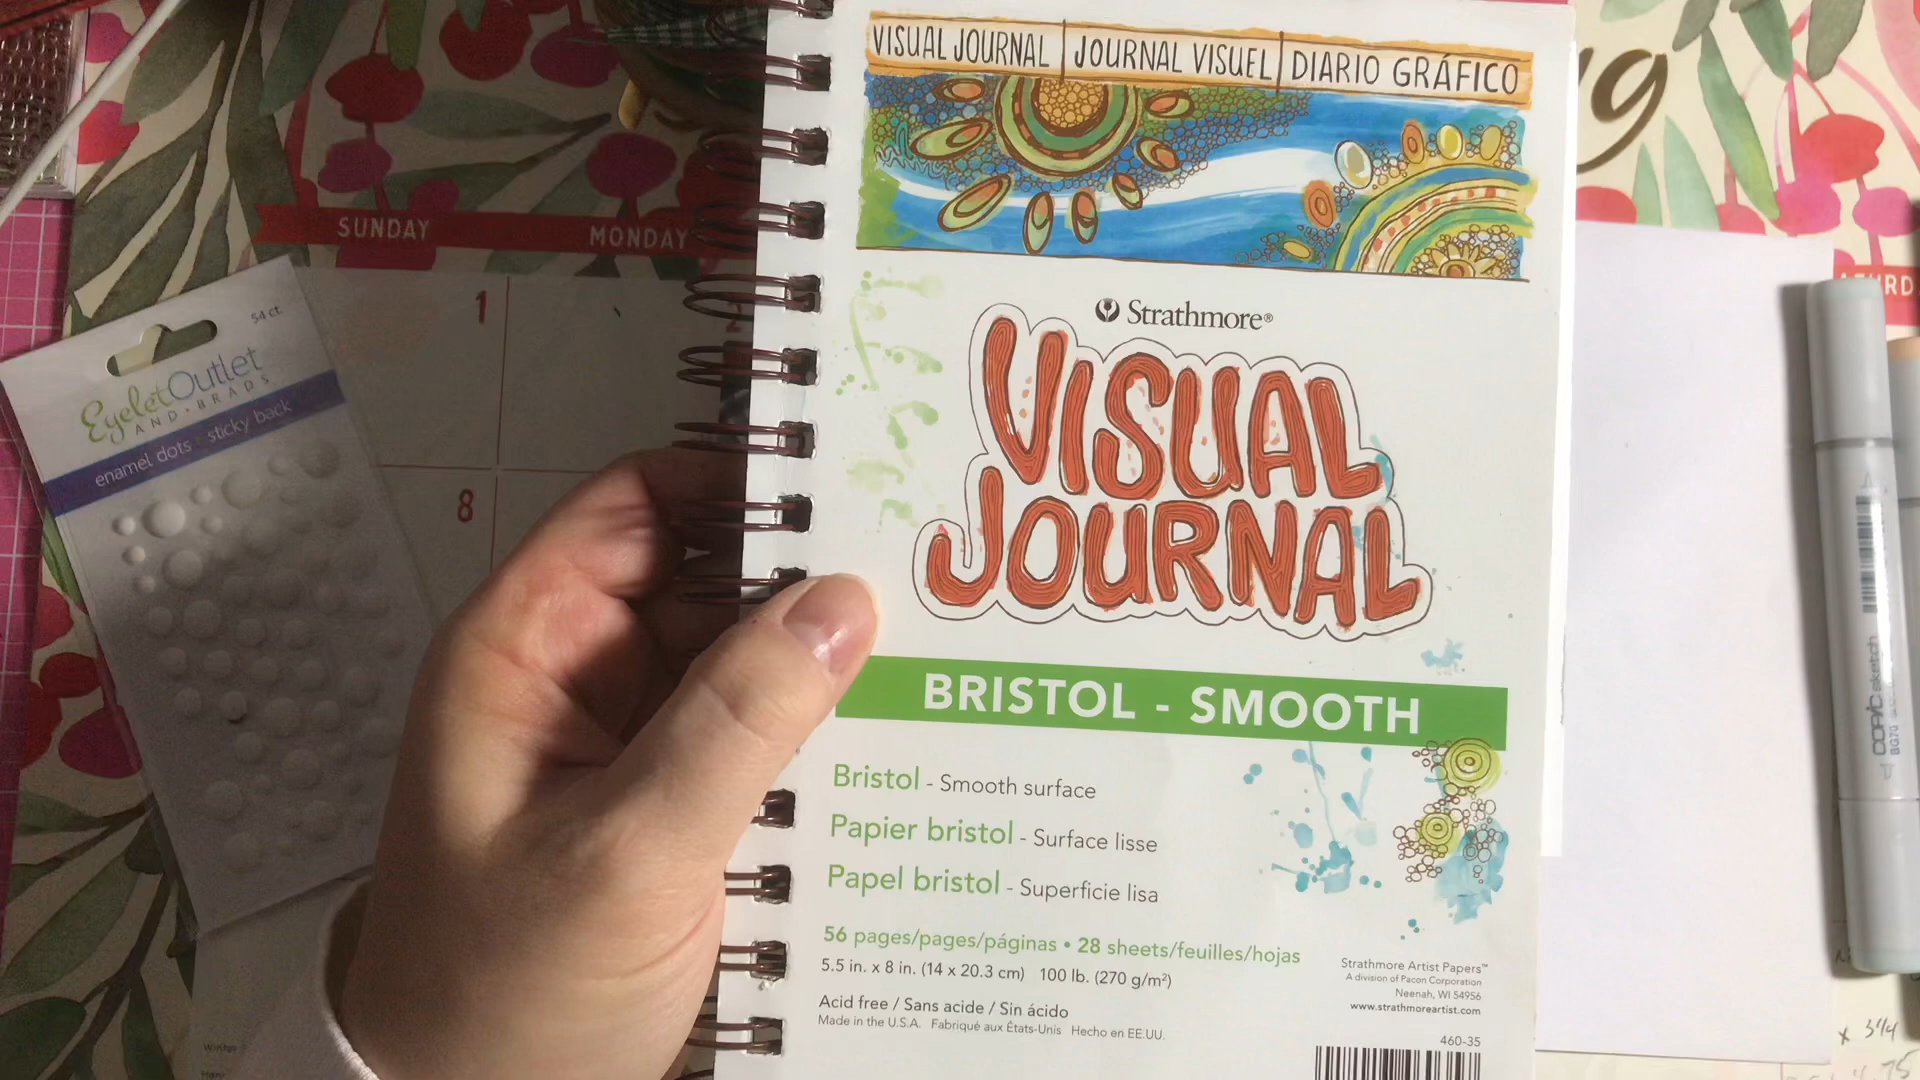 VISUAL JOURNAL | JOURNAL VISUEL | DIARIO GRÁFICO
Strathmore®
VISUAL
JOURNAL
BRISTOL - SMOOTH
Bristol - Smooth surface
Papier bristol - Surface lisse
Papel bristol - Superficie lisa
56 pages/pages/páginas • 28 sheets/feuilles/hojas
5.5 in. x 8 in. (14 x 20.3 cm) 100 lb. (270 g/m²)
Acid free / Sans acide / Sin ácido
Made in the U.S.A. Fabriqué aux États-Unis Hecho en EE.UU.
Strathmore Artist Papers™
A division of Pacon Corporation
Neenah, WI 54956
www.strathmoreartist.com
460-35
54 ct.
EyeletOutlet
AND • BRADS
enamel dots - sticky back
SUNDAY
MONDAY
1
2
8
COPIC sketch
BG70
x 3 1/4